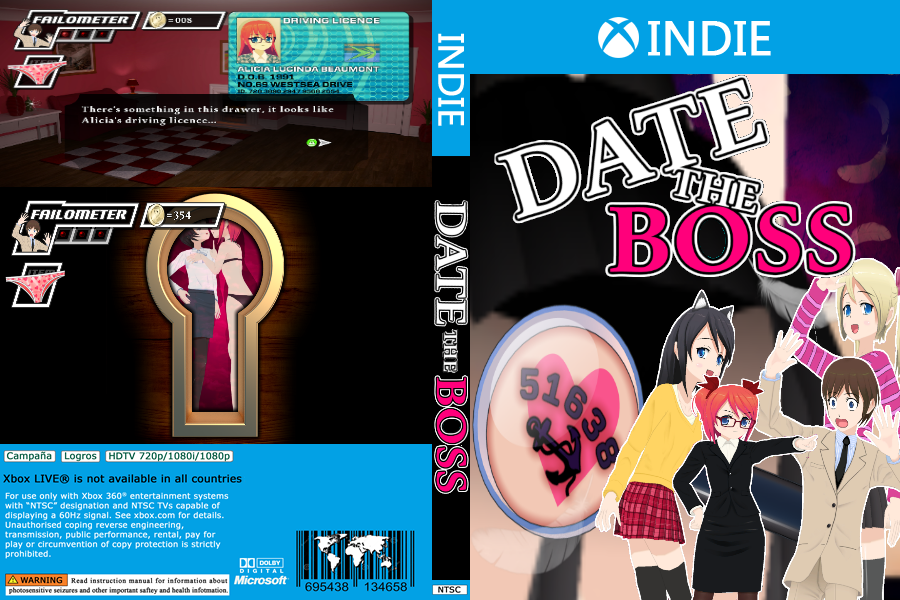 FAILOMETER
=008
DRIVING LICENCE
ALICIA LUCINDA BEAUMONT
D.O.B. 1991
NO.69 WESTSEA DRIVE
There's something in this drawer, it looks like
Alicia's driving licence...
FAILOMETER
=354
ITEM
Campaña
Logros
HDTV 720p/1080i/1080p
Xbox LIVE® is not available in all countries
For use only with Xbox 360® entertainment systems
with "NTSC" designation and NTSC TVs capable of
displaying a 60Hz signal. See xbox.com for details.
Unauthorised coping reverse engineering,
transmission, public performance, rental, pay for
play or circumvention of copy protection is strictly
prohibited.
WARNING Read instruction manual for information about
photosensitive seizures and other important saftey and health information.
DOLBY
DIGITAL
Microsoft®
695438 134658
INDIE
DATE THE BOSS
NTSC
INDIE
DATE
THE
BOSS
51638